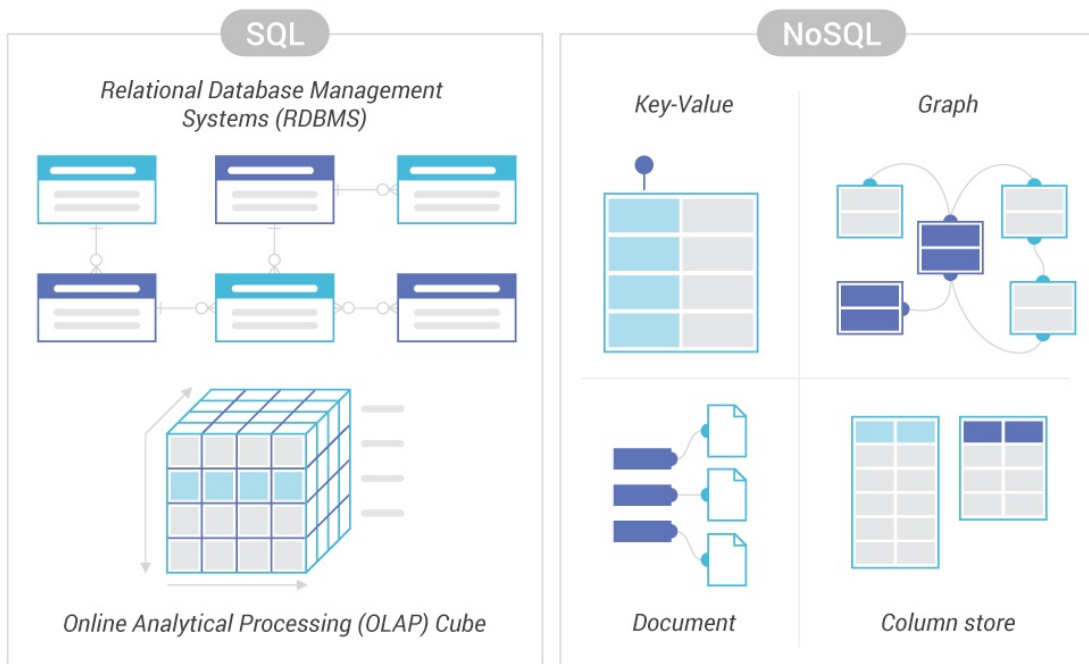 SQL
Relational Database Management
Systems (RDBMS)
Online Analytical Processing (OLAP) Cube
NoSQL
Key-Value
Graph
Document
Column store